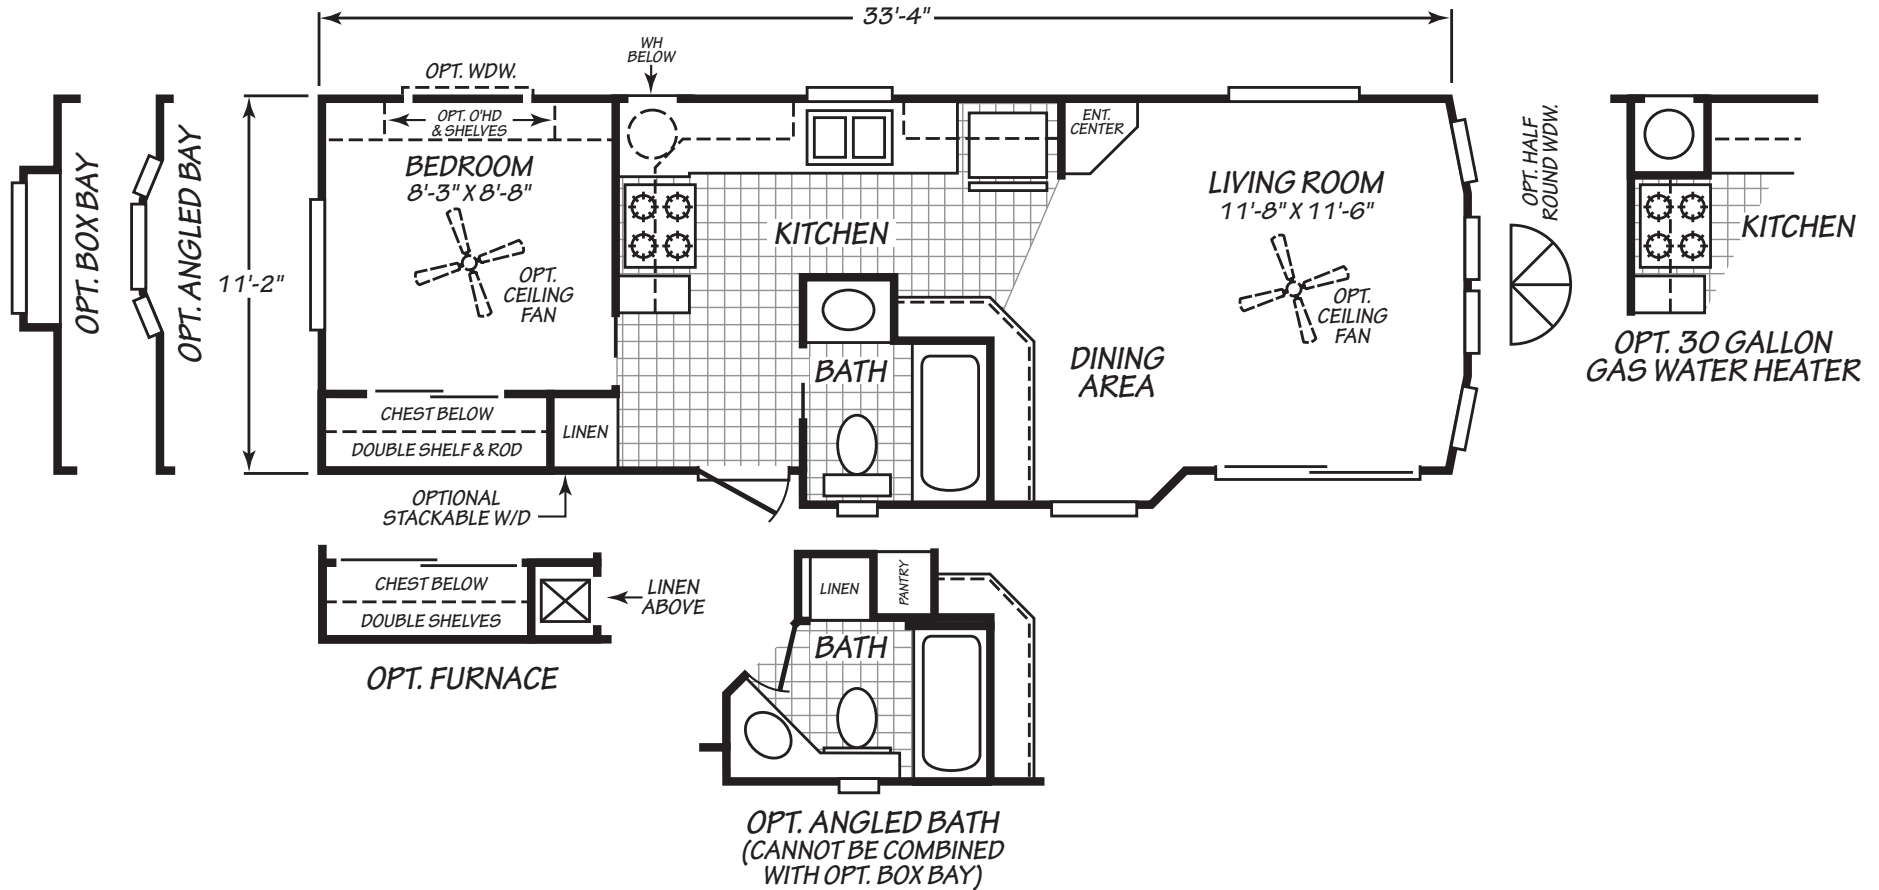 33'-4"
WH
BELOW
OPT. WDW.
OPT. O'HD
& SHELVES
ENT.
CENTER
BEDROOM
8'-3" X 8'-8"
LIVING ROOM
11'-8" X 11'-6"
OPT. HALF
ROUND WDW.
OPT. BOX BAY
OPT. ANGLED BAY
11'-2"
KITCHEN
KITCHEN
OPT.
CEILING
FAN
OPT.
CEILING
FAN
OPT. 30 GALLON
GAS WATER HEATER
BATH
DINING
AREA
CHEST BELOW
DOUBLE SHELF & ROD
LINEN
OPTIONAL
STACKABLE W/D
CHEST BELOW
DOUBLE SHELVES
LINEN
ABOVE
OPT. FURNACE
LINEN
PANTRY
BATH
OPT. ANGLED BATH
(CANNOT BE COMBINED
WITH OPT. BOX BAY)